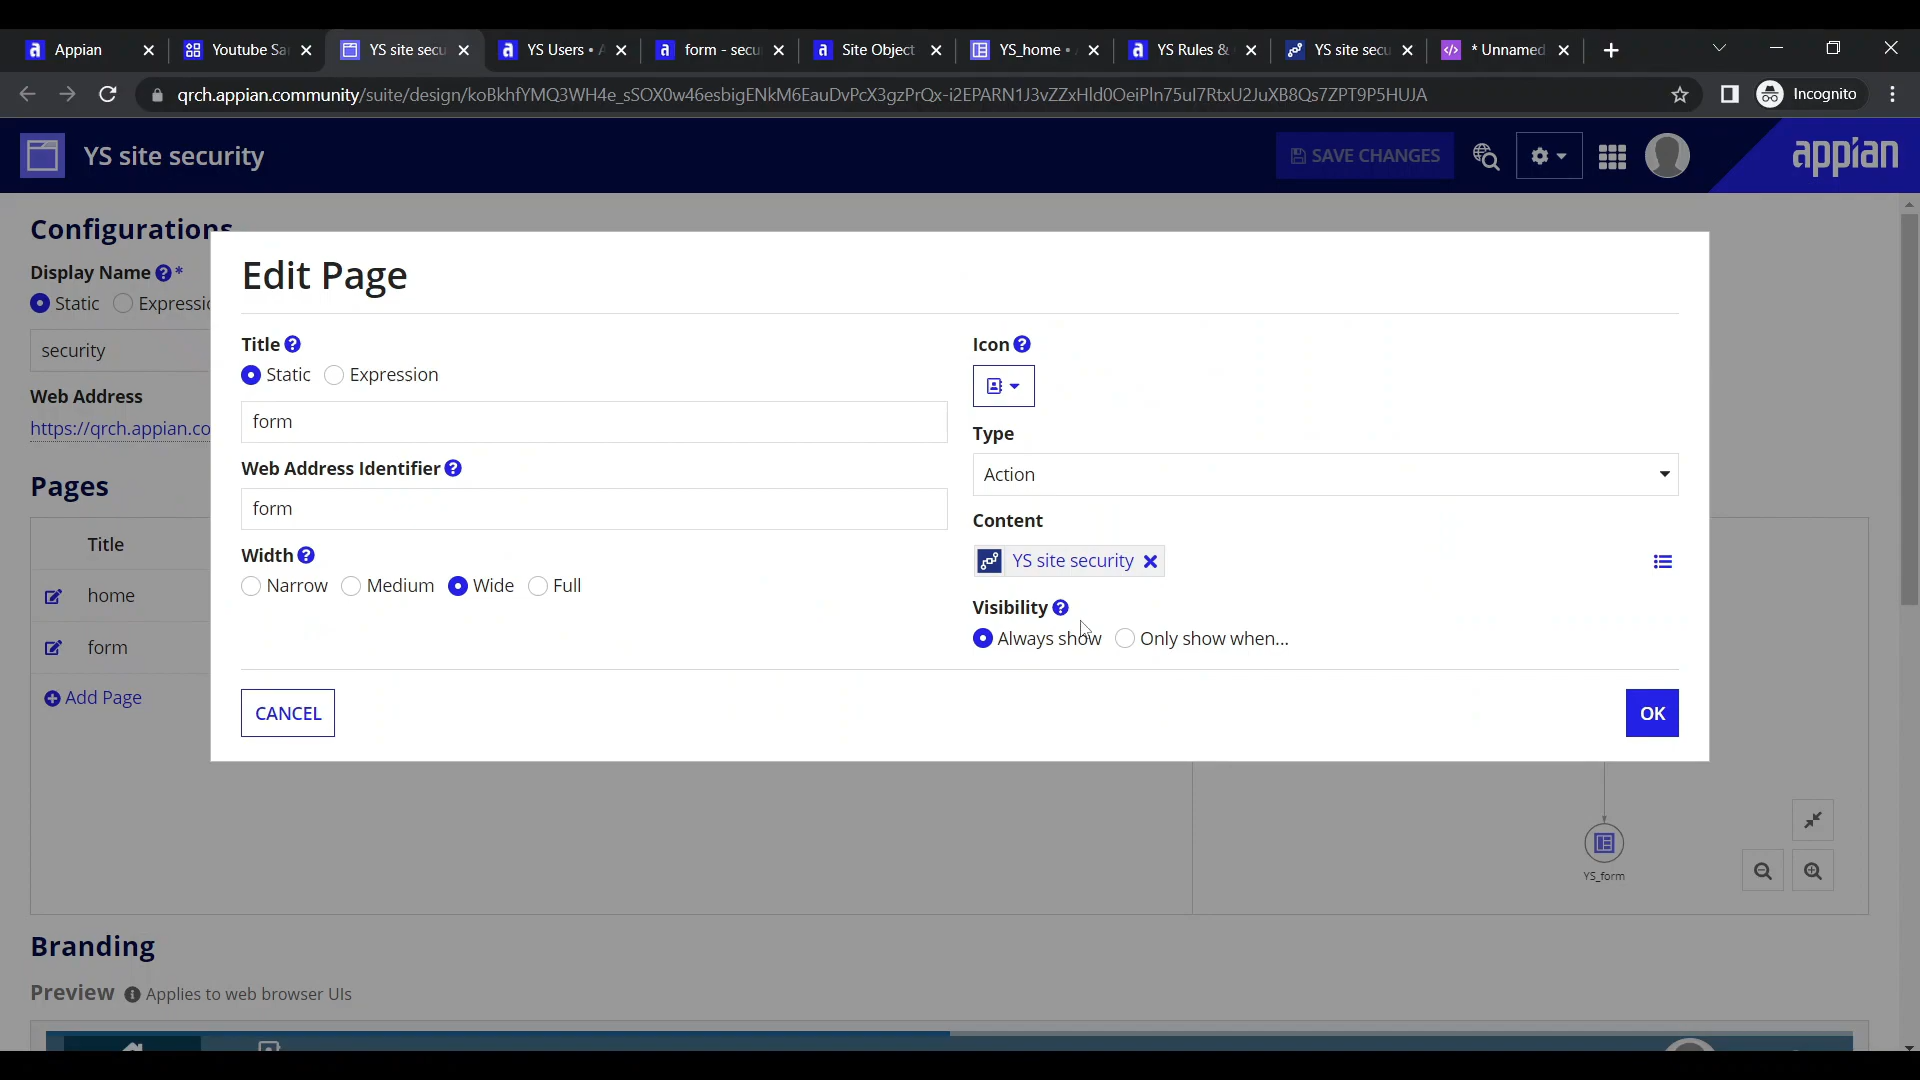 Appian
Youtube Sa
YS site secu
YS Users • A
form - secu
Site Object
YS_home •
YS Rules &
YS site secu
* Unnamed
qrch.appian.community/suite/design/koBkhfYMQ3WH4e_sSOX0w46esbigENkM6EauDvPcX3gzPrQx-i2EPARN1J3vZZxHld0OeiPln75ul7RtxU2JuXB8Qs7ZPT9P5HUJA
Incognito
YS site security
SAVE CHANGES
appian
Configurations
Display Name *
Static Expressio
security
Web Address
https://qrch.appian.co
Pages
Title
home
form
Add Page
Edit Page
Title
Static Expression
form
Web Address Identifier
form
Width
Narrow Medium Wide Full
Icon
Type
Action
Content
YS site security
Visibility
Always show Only show when...
CANCEL
OK
YS_form
Branding
Preview Applies to web browser UIs